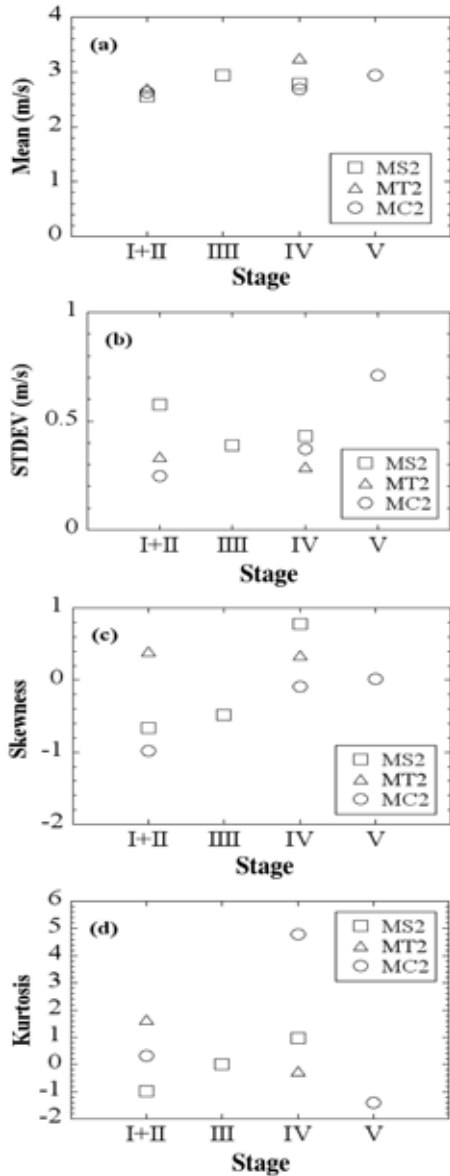 4
(a)
3
2
Mean (m/s)
1
MS2
MT2
MC2
0
I+II IIII IV V
Stage
1
(b)
STDEV (m/s)
0.5
MS2
MT2
MC2
0
I+II IIII IV V
Stage
1
(c)
0
Skewness
-1
MS2
MT2
MC2
-2
I+II IIII IV V
Stage
6
(d)
5
4
3
2
1
0
-1
-2
Kurtosis
MS2
MT2
MC2
I+II III IV V
Stage